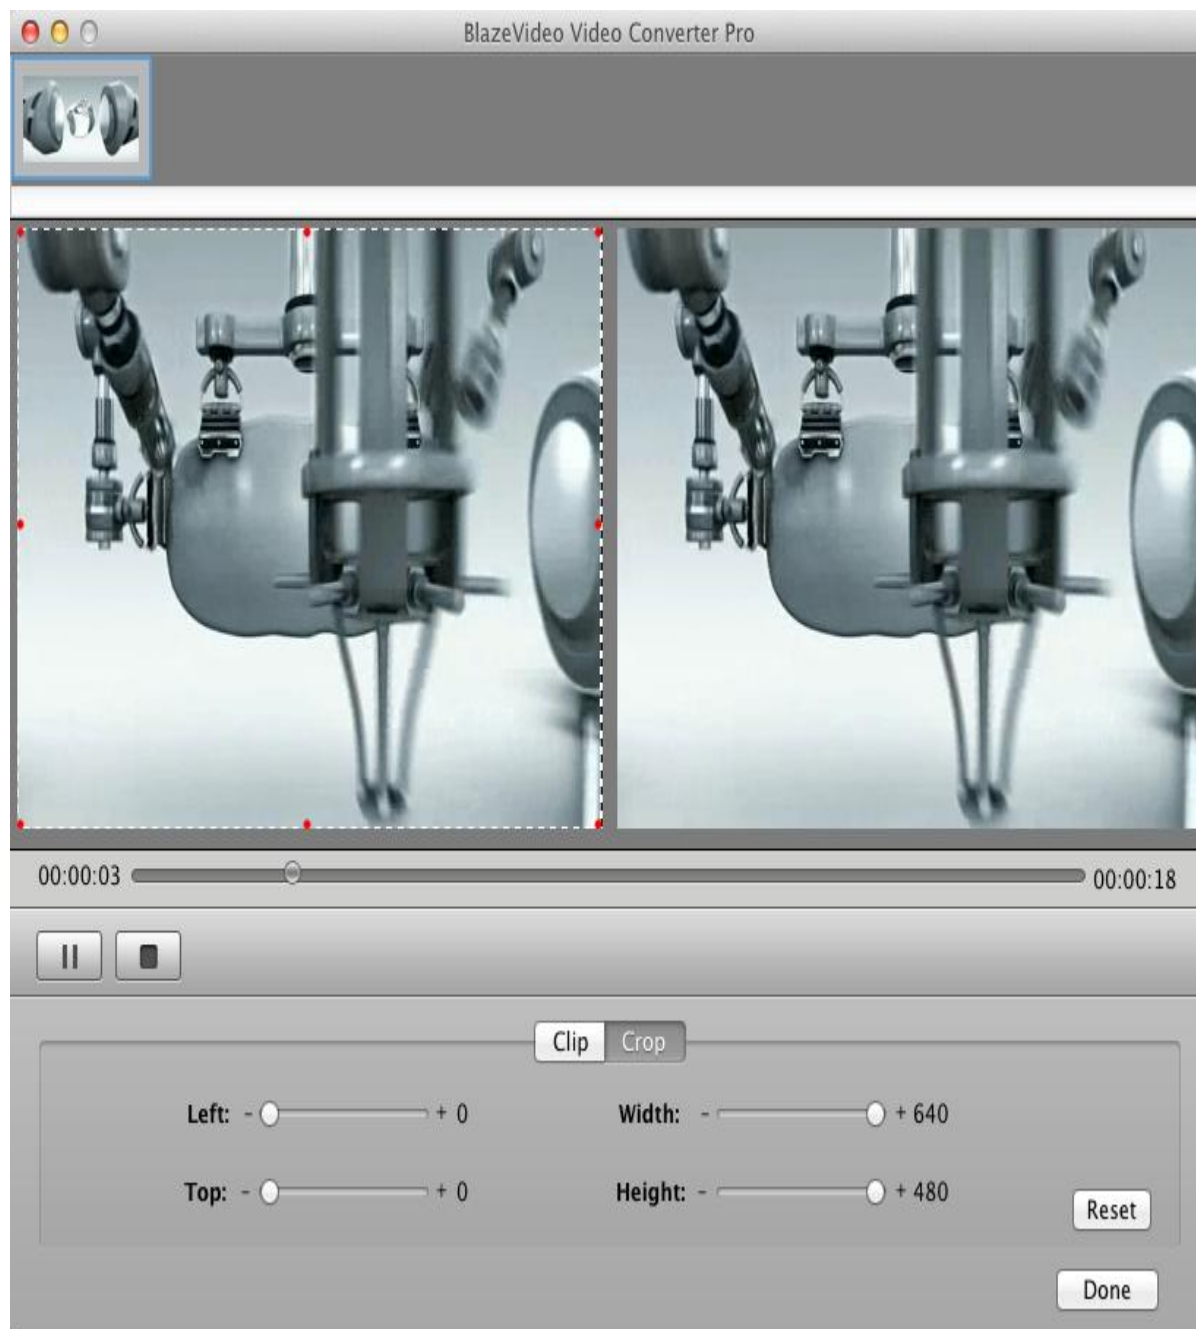 BlazeVideo Video Converter Pro
00:00:03
00:00:18
Clip Crop
Left: - + 0
Width: - + 640
Top: - + 0
Height: - + 480
Reset
Done